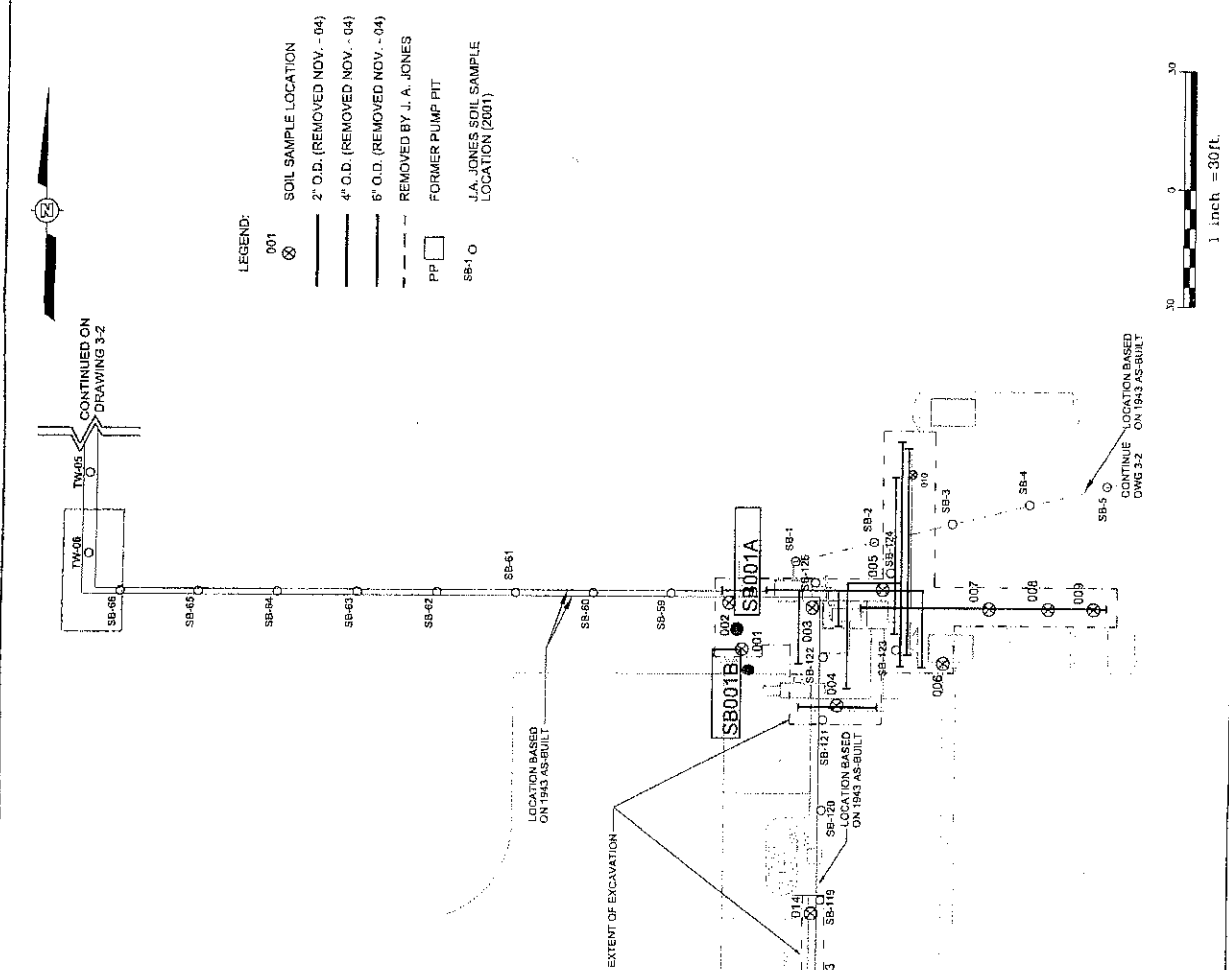 N
LEGEND:
001
SOIL SAMPLE LOCATION
2" O.D. (REMOVED NOV. - 04)
4" O.D. (REMOVED NOV. - 04)
6" O.D. (REMOVED NOV. - 04)
REMOVED BY J. A. JONES
PP
FORMER PUMP PIT
SB-1
J.A. JONES SOIL SAMPLE
LOCATION (2001)
CONTINUED ON
DRAWING 3-2
TW-05
TW-06
SB-66
SB-65
SB-64
SB-63
SB-62
SB-61
SB-60
SB-59
LOCATION BASED
ON 1943 AS-BUILT
SB001A
SB001B
002
001
003
SB-1
SB-126
SB-122
004
SB-121
005
SB-2
SB-124
SB-123
006
010
SB-3
SB-4
SB-5
007
008
009
CONTINUE
DWG 3-2
LOCATION BASED
ON 1943 AS-BUILT
EXTENT OF EXCAVATION
SB-120
LOCATION BASED
ON 1943 AS-BUILT
014
SB-119
3
30
0
30
1 inch = 30ft.